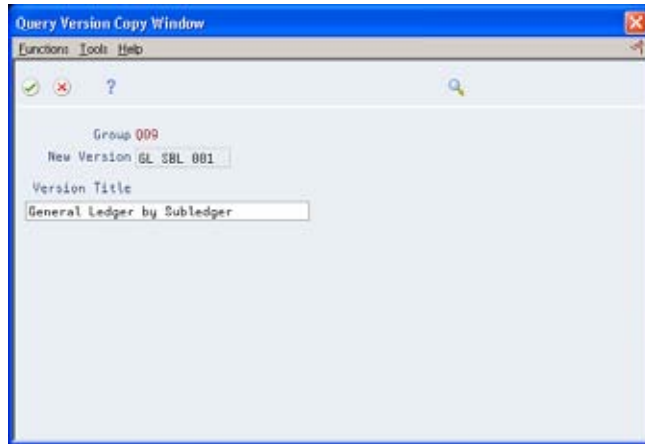 Query Version Copy Window
Functions Tools Help
?
Group Q09
New Version GL SBL 001
Version Title
General Ledger by Subledger